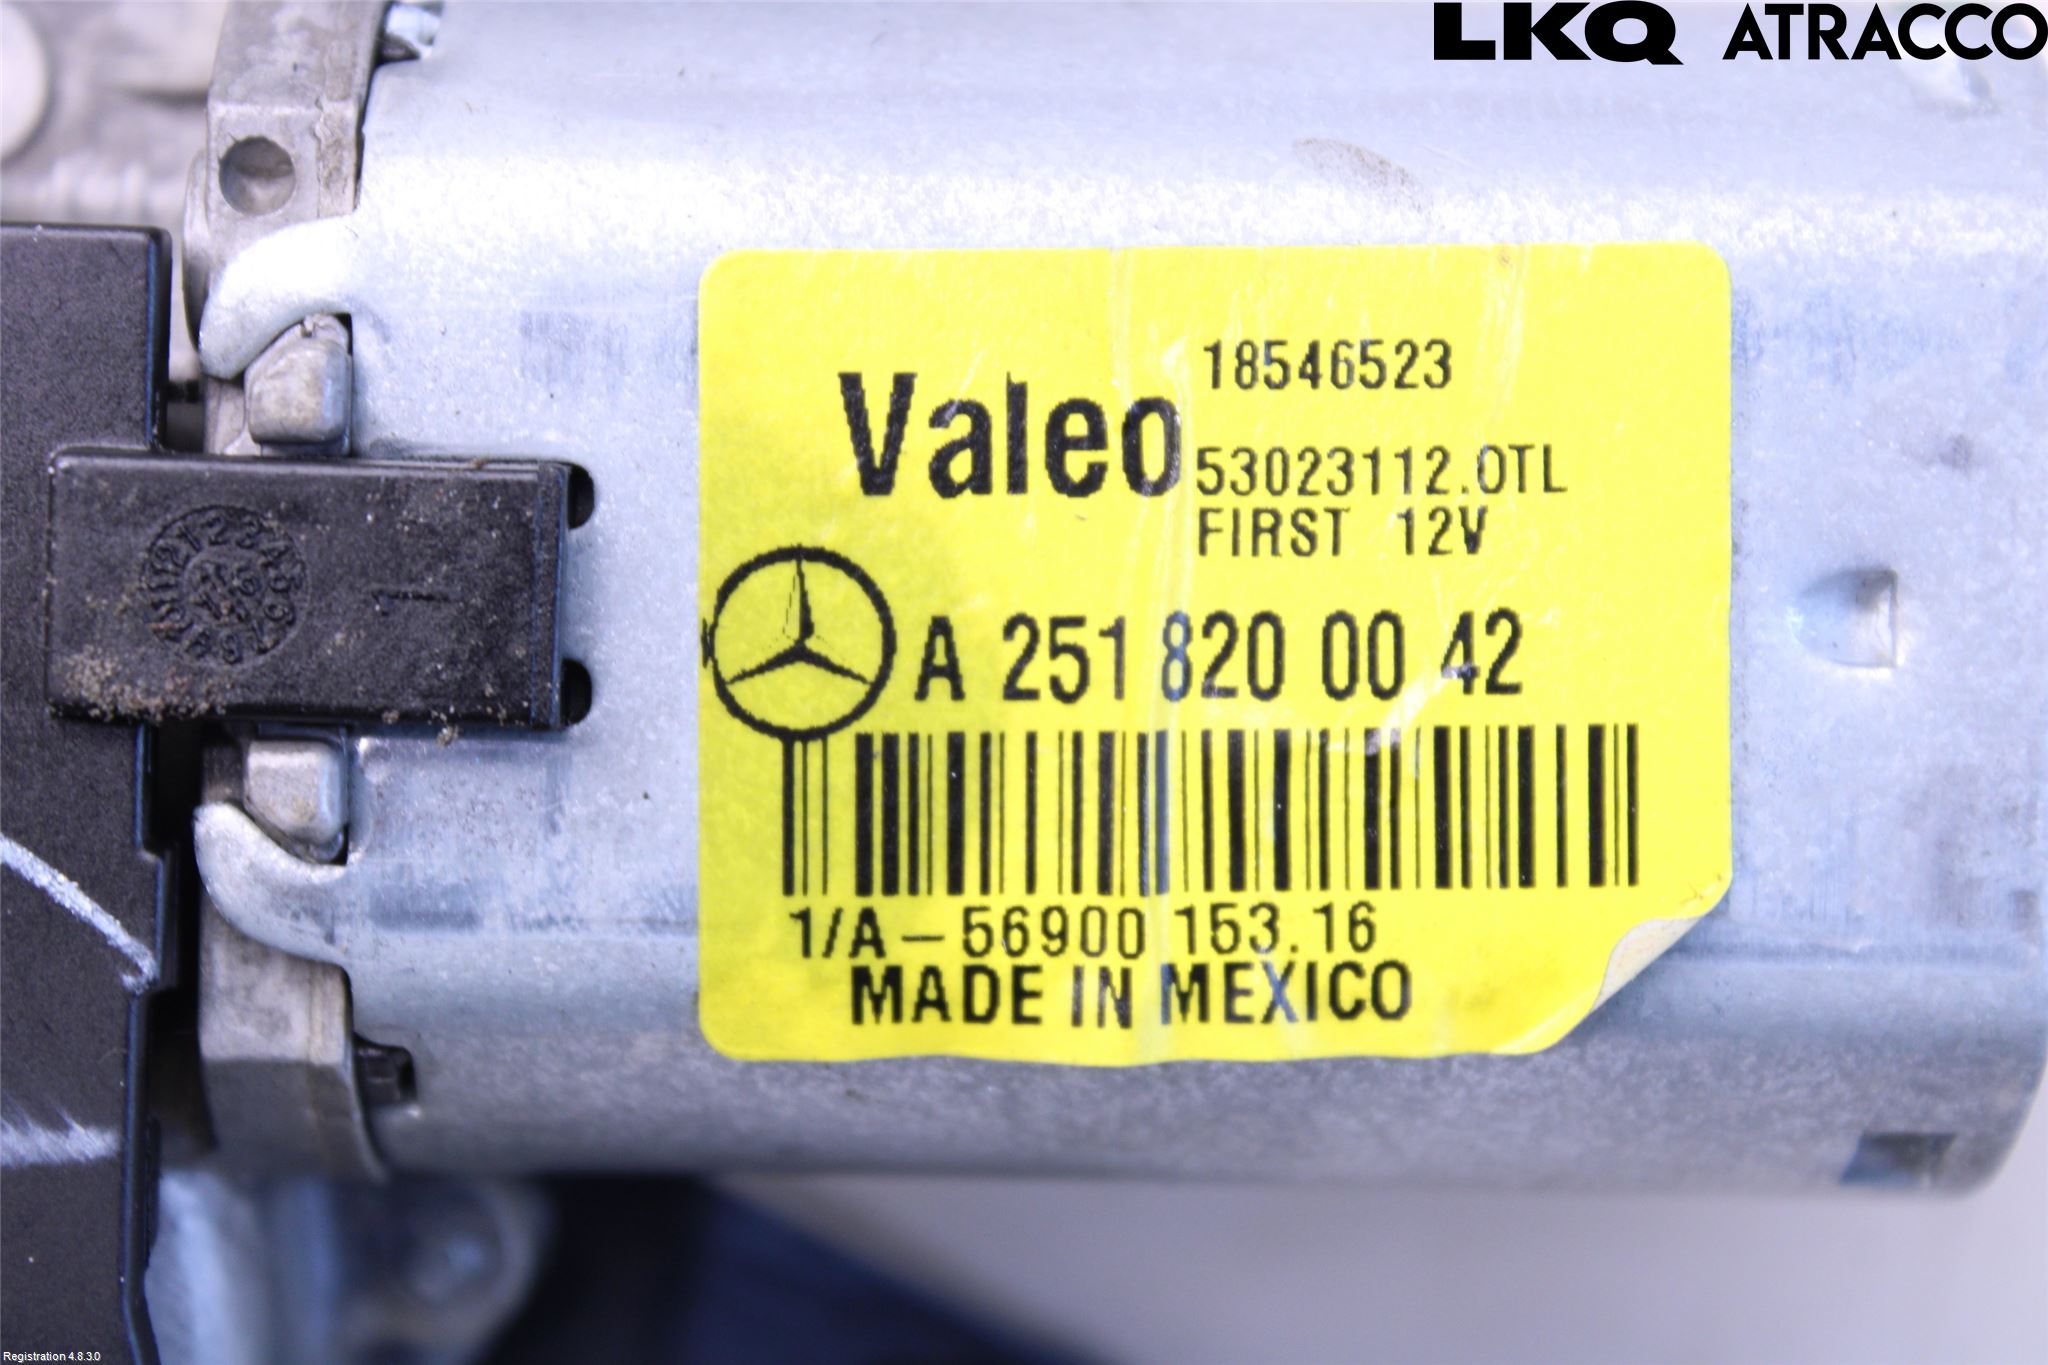 LKQ ATRACCO
18546523
Valeo
53023112.OTL
FIRST 12V
A 251 820 00 42
1/A-56900 153.16
MADE IN MEXICO
1
Registration 4.8.3.0